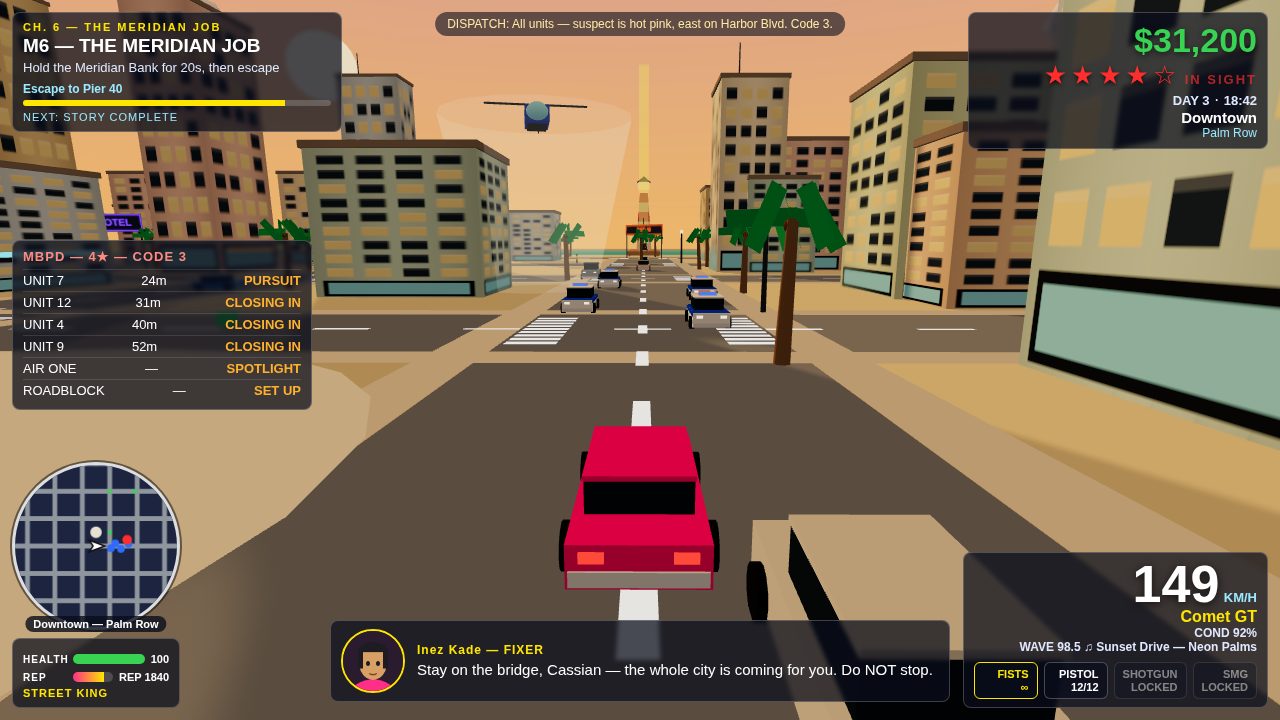 CH. 6 — THE MERIDIAN JOB
M6 — THE MERIDIAN JOB
Hold the Meridian Bank for 20s, then escape
Escape to Pier 40
NEXT: STORY COMPLETE
DISPATCH: All units — suspect is hot pink, east on Harbor Blvd. Code 3.
$31,200
★★★★☆ IN SIGHT
DAY 3 · 18:42
Downtown
Palm Row
OTEL
MBPD — 4★ — CODE 3
UNIT 7 24m PURSUIT
UNIT 12 31m CLOSING IN
UNIT 4 40m CLOSING IN
UNIT 9 52m CLOSING IN
AIR ONE — SPOTLIGHT
ROADBLOCK — SET UP
Downtown — Palm Row
HEALTH 100
REP REP 1840
STREET KING
Inez Kade — FIXER
Stay on the bridge, Cassian — the whole city is coming for you. Do NOT stop.
149 KM/H
Comet GT
COND 92%
WAVE 98.5 ♫ Sunset Drive — Neon Palms
FISTS ∞
PISTOL 12/12
SHOTGUN LOCKED
SMG LOCKED